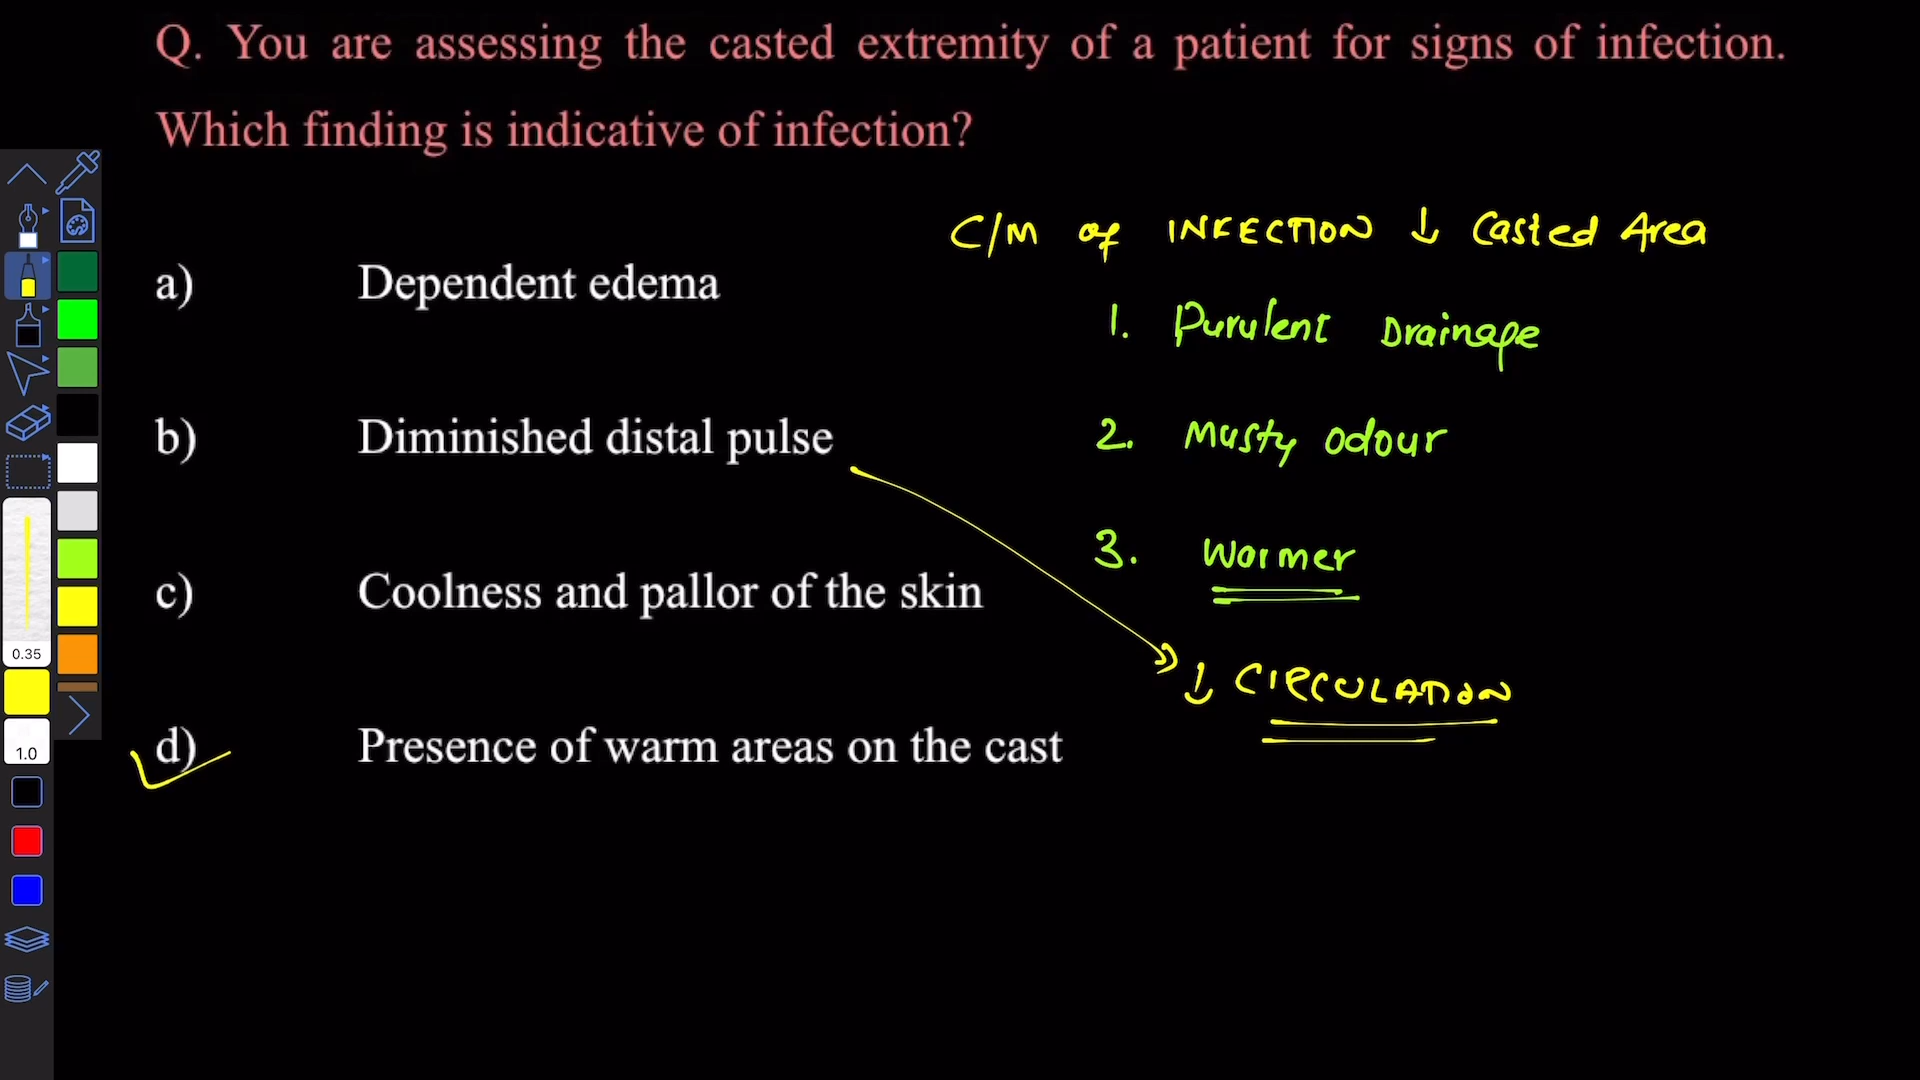 Q. You are assessing the casted extremity of a patient for signs of infection.
Which finding is indicative of infection?
C/M of INFECTION ↓ Casted Area
a) Dependent edema
1. Purulent Drainage
b) Diminished distal pulse
2. Musty odour
3. Warmer
c) Coolness and pallor of the skin
↓ CIRCULATION
d) Presence of warm areas on the cast
0.35
1.0